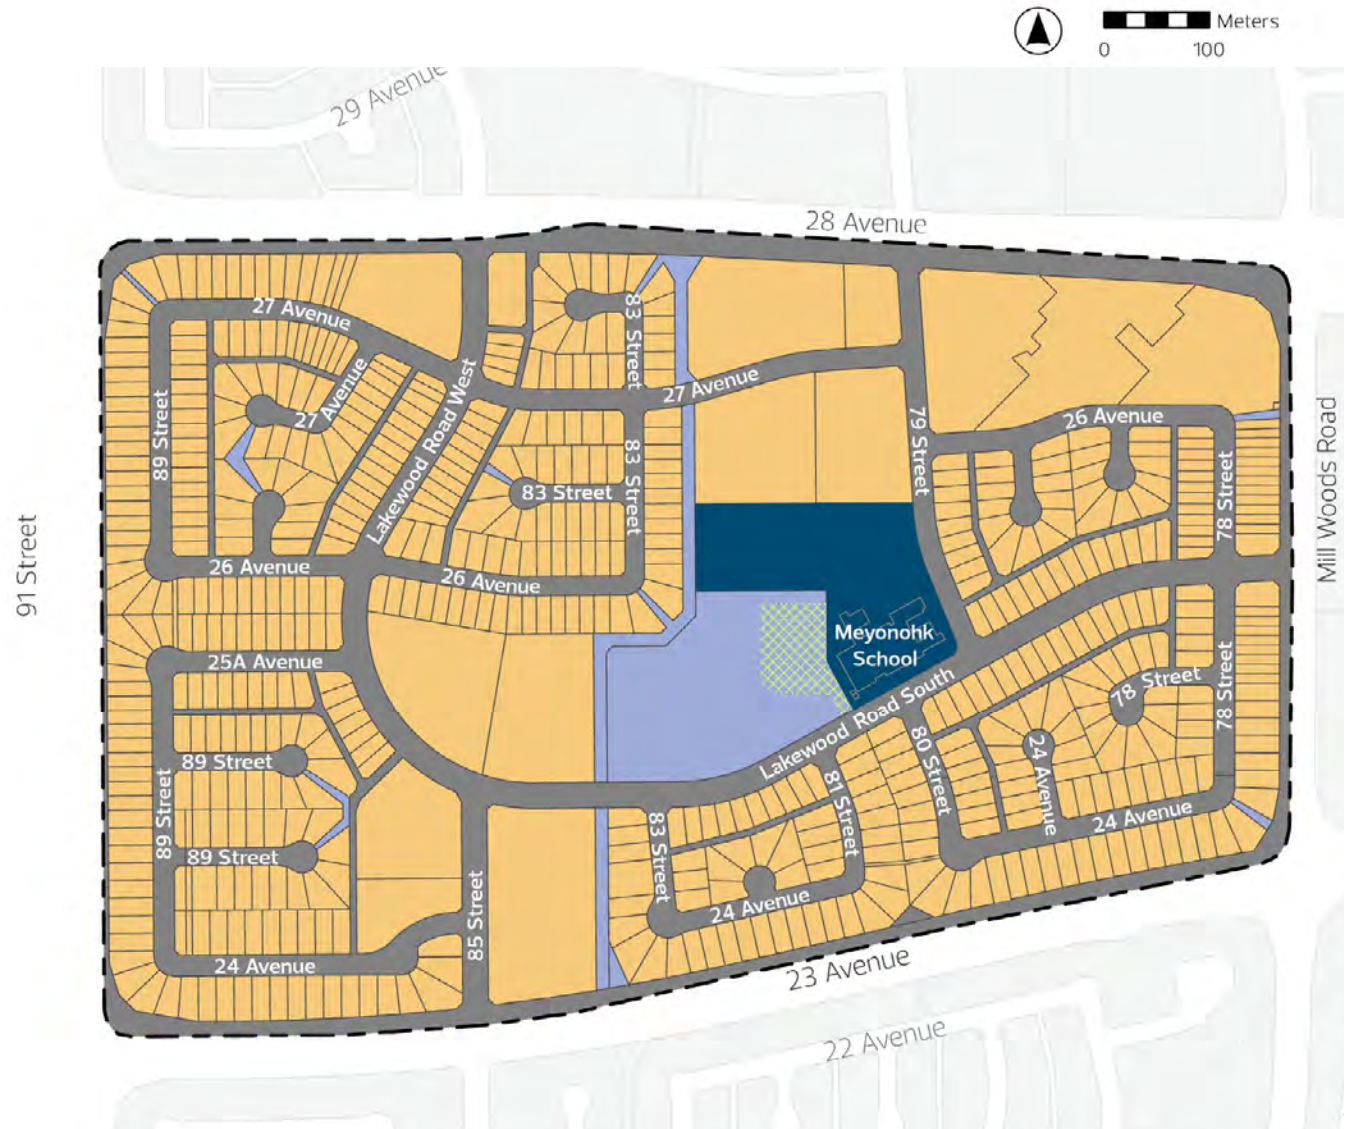 Meters
0 100
29 Avenue
28 Avenue
27 Avenue
83 Street
27 Avenue
27 Avenue
Lakewood Road West
89 Street
79 Street
26 Avenue
83 Street
83 Street
78 Street
91 Street
Mill Woods Road
26 Avenue
26 Avenue
Meyonohk
School
25A Avenue
78 Street
78 Street
Lakewood Road South
89 Street
80 Street
24 Avenue
81 Street
89 Street
83 Street
24 Avenue
89 Street
24 Avenue
85 Street
24 Avenue
23 Avenue
22 Avenue